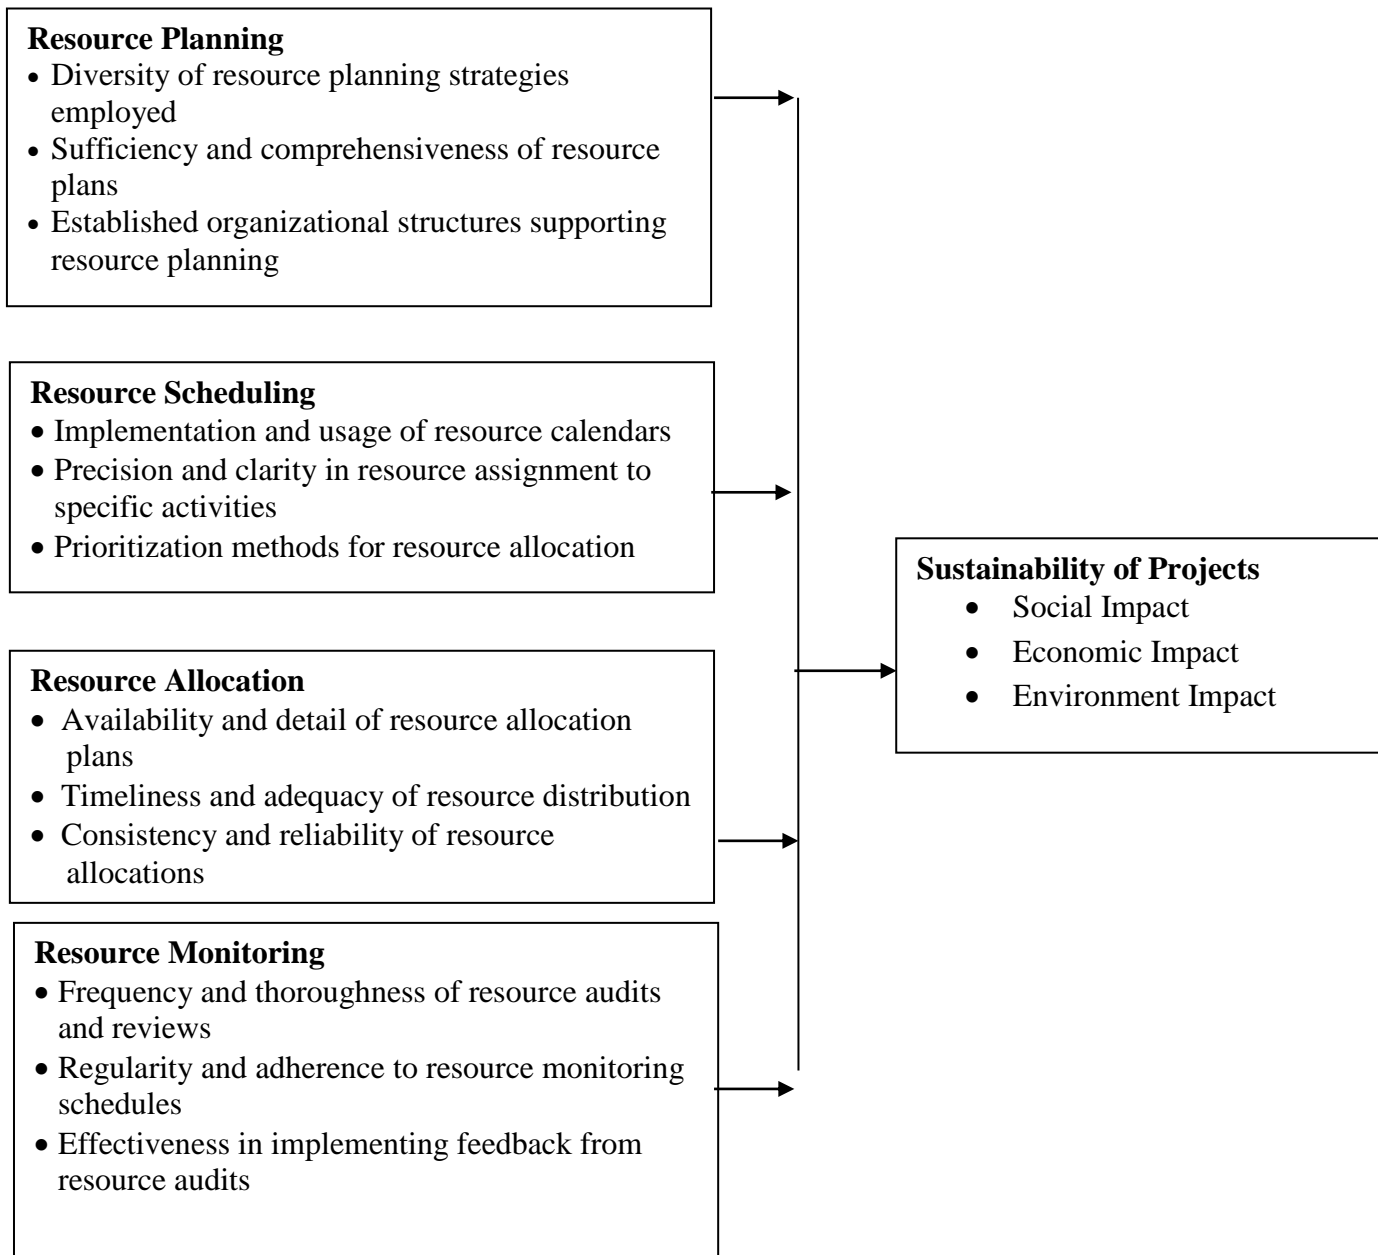 Resource Planning
• Diversity of resource planning strategies
employed
• Sufficiency and comprehensiveness of resource
plans
• Established organizational structures supporting
resource planning
Resource Scheduling
• Implementation and usage of resource calendars
• Precision and clarity in resource assignment to
specific activities
• Prioritization methods for resource allocation
Resource Allocation
• Availability and detail of resource allocation
plans
• Timeliness and adequacy of resource distribution
• Consistency and reliability of resource
allocations
Resource Monitoring
• Frequency and thoroughness of resource audits
and reviews
• Regularity and adherence to resource monitoring
schedules
• Effectiveness in implementing feedback from
resource audits
Sustainability of Projects
• Social Impact
• Economic Impact
• Environment Impact